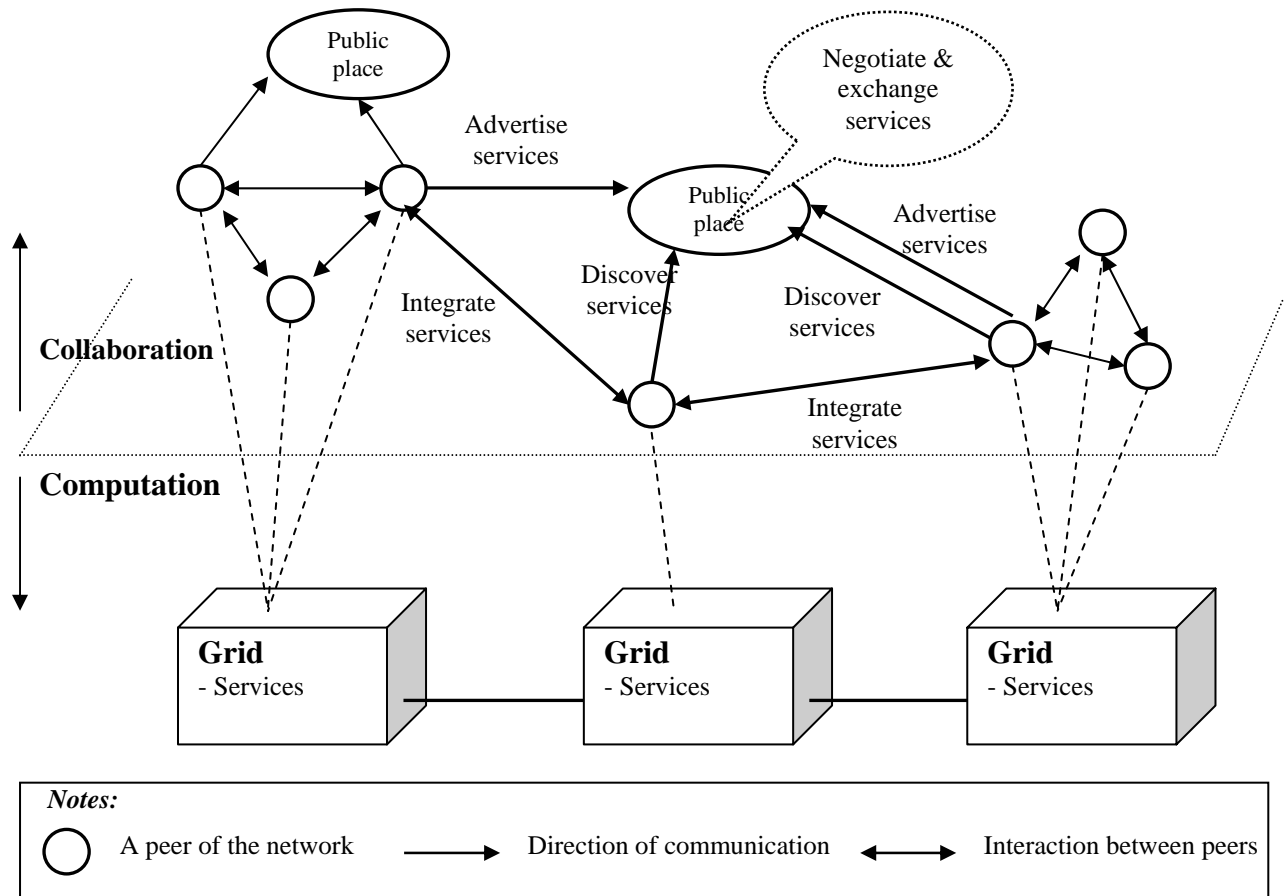 Public
place
Negotiate &
exchange
services
Advertise
services
Public
place
Advertise
services
Discover
services
Discover
services
Integrate
services
Collaboration
Integrate
services
Computation
Grid
- Services
Grid
- Services
Grid
- Services
Notes:
A peer of the network
Direction of communication
Interaction between peers